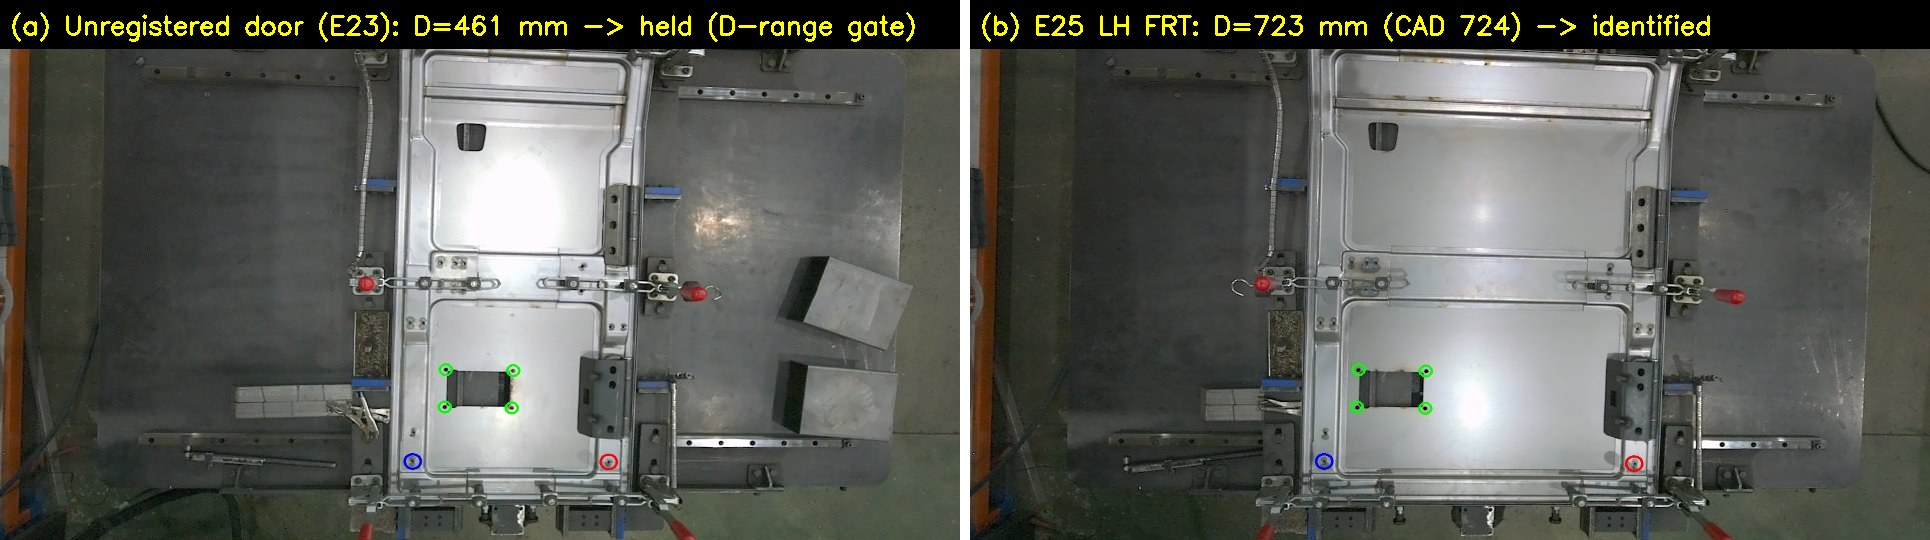 (a) Unregistered door (E23): D=461 mm -> held (D-range gate)
(b) E25 LH FRT: D=723 mm (CAD 724) -> identified